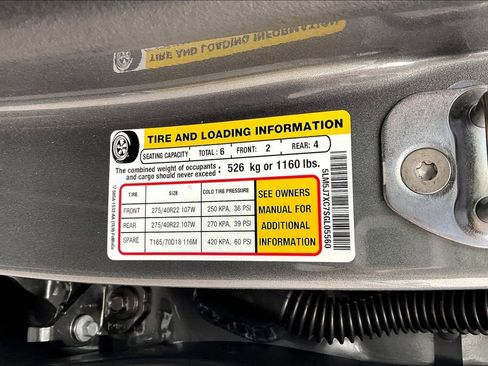 TIRE AND LOADING INFORMATION
TIRE AND LOADING INFORMATION
SEATING CAPACITY TOTAL : 6 FRONT: 2 REAR: 4
The combined weight of occupants and cargo should never exceed : 526 kg or 1160 lbs.
TIRE SIZE COLD TIRE PRESSURE
FRONT 275/40R22 107W 250 KPA, 36 PSI
REAR 275/40R22 107W 270 KPA, 39 PSI
SPARE T165/70D18 116M 420 KPA, 60 PSI
SEE OWNERS
MANUAL FOR
ADDITIONAL
INFORMATION
5LM5J7XC7SGL05560